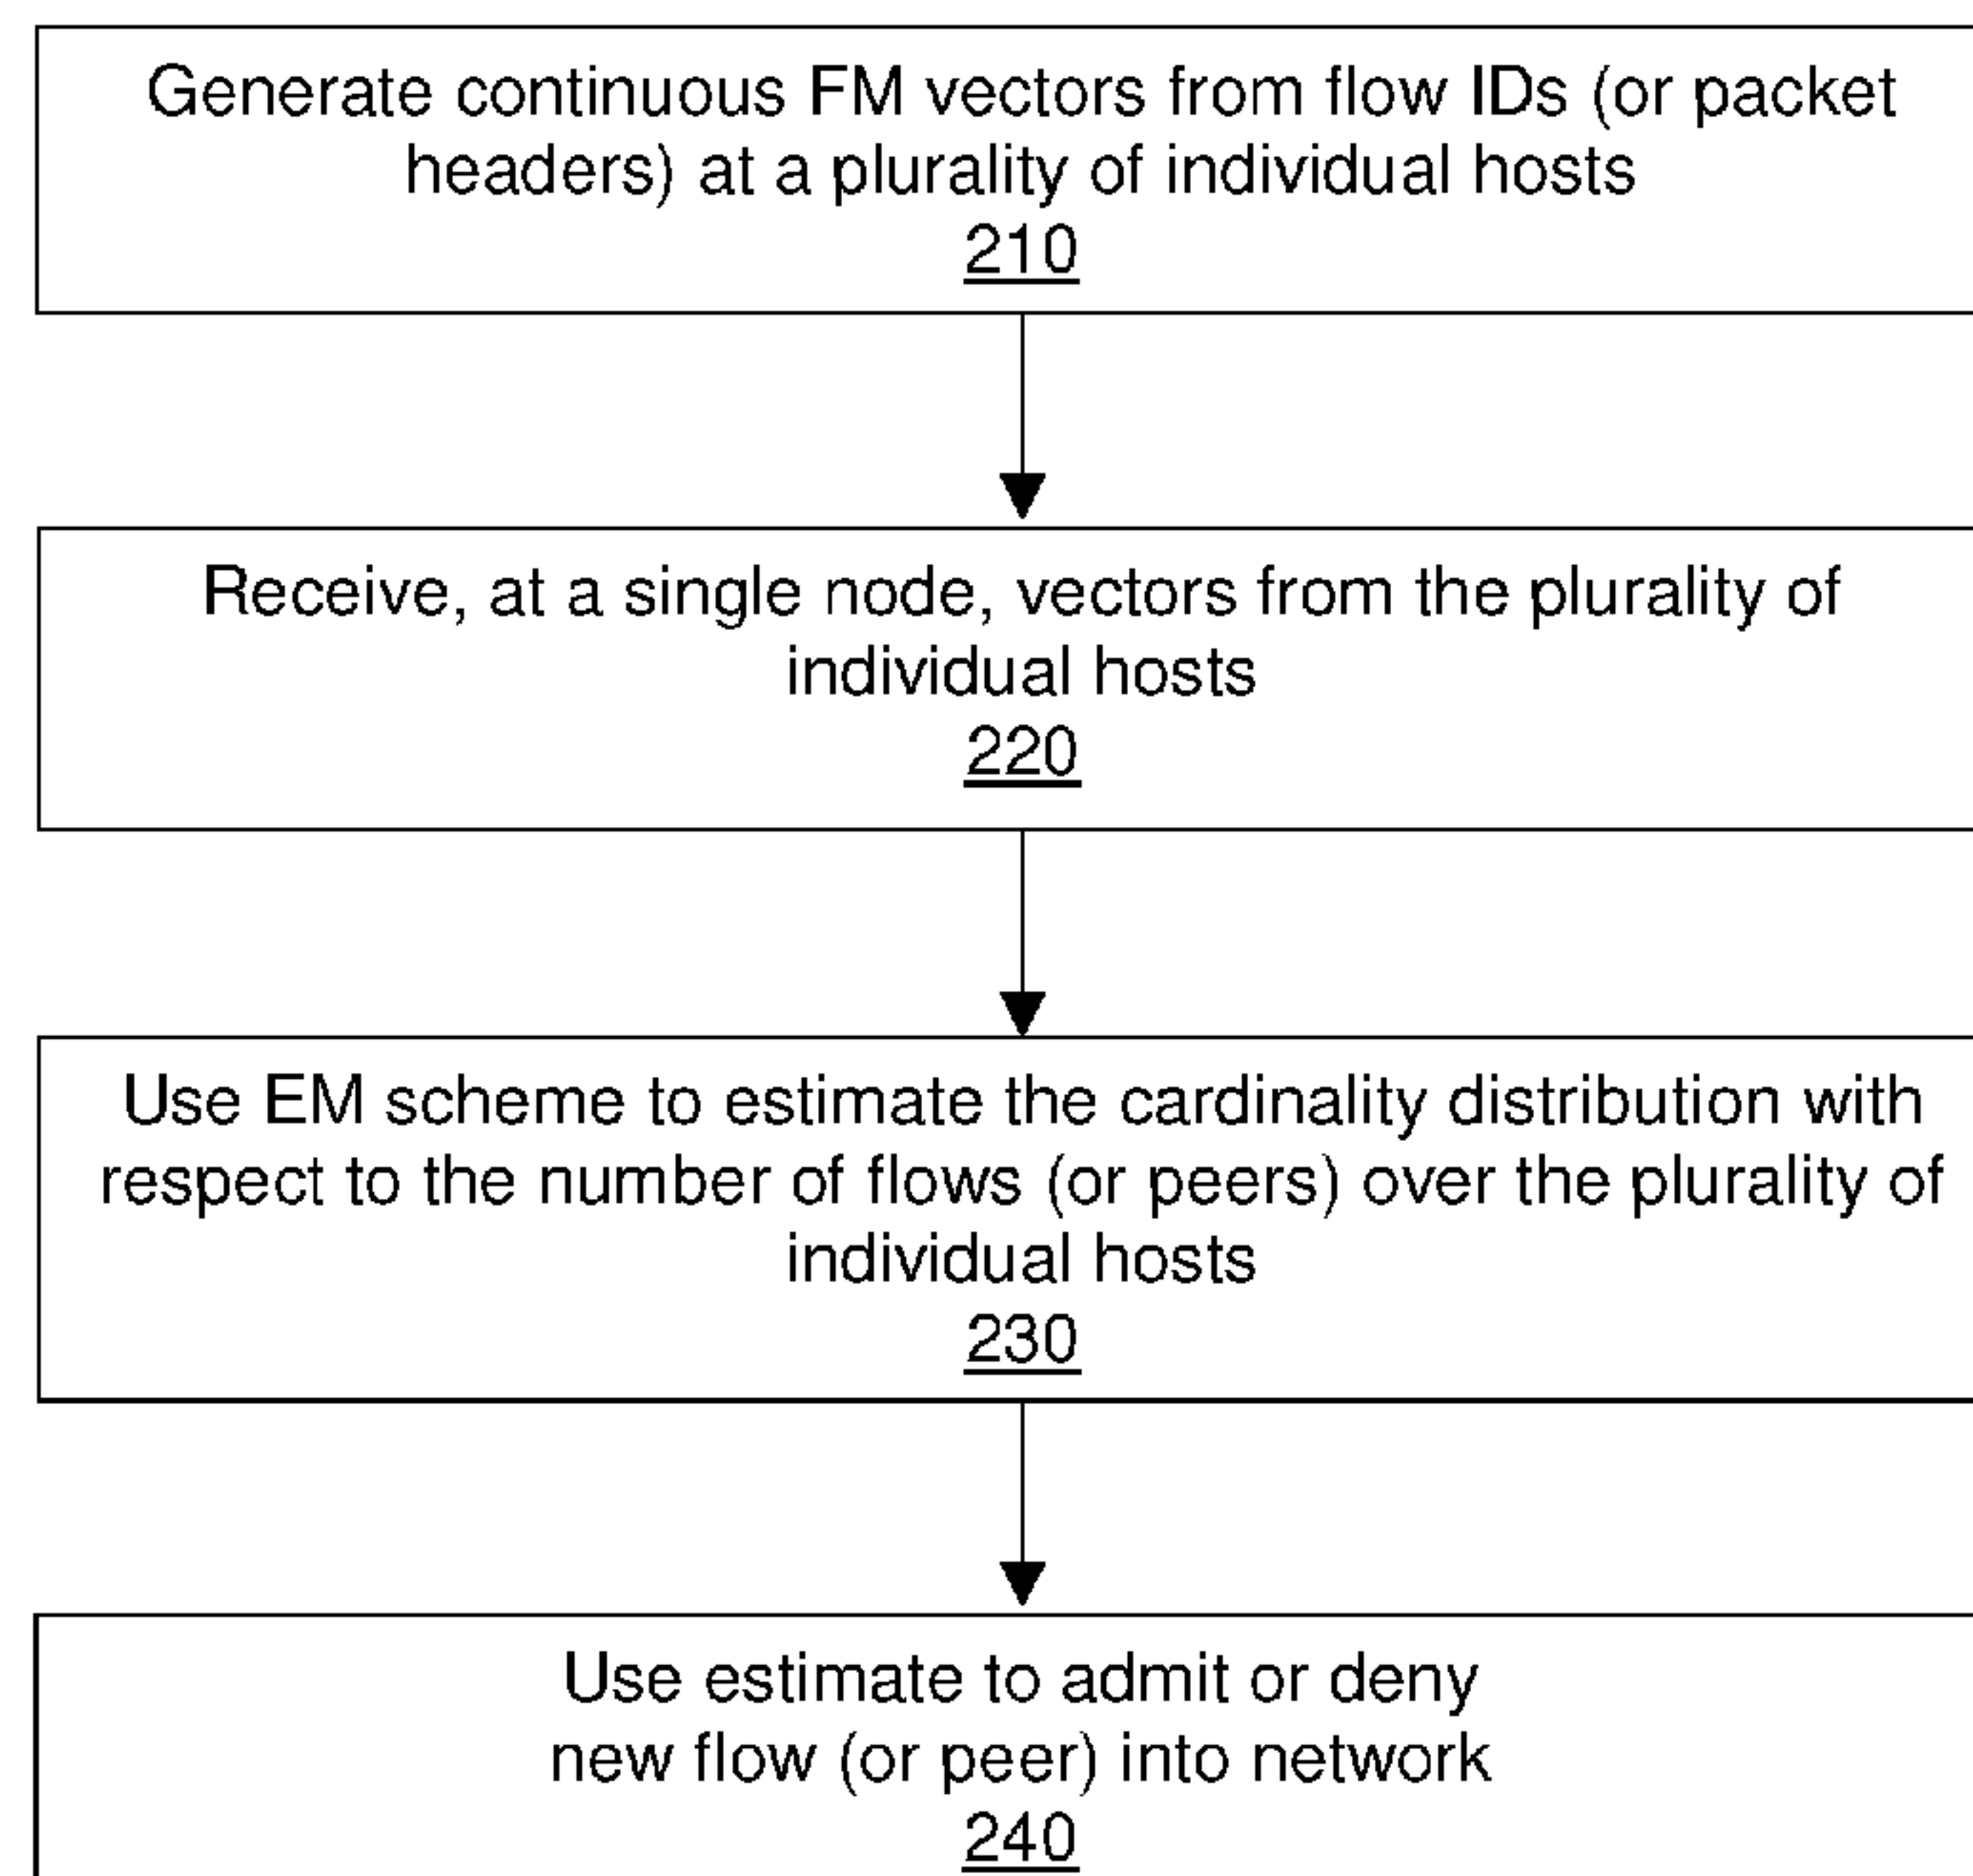 Generate continuous FM vectors from flow IDs (or packet
headers) at a plurality of individual hosts
210
Receive, at a single node, vectors from the plurality of
individual hosts
220
Use EM scheme to estimate the cardinality distribution with
respect to the number of flows (or peers) over the plurality of
individual hosts
230
Use estimate to admit or deny
new flow (or peer) into network
240